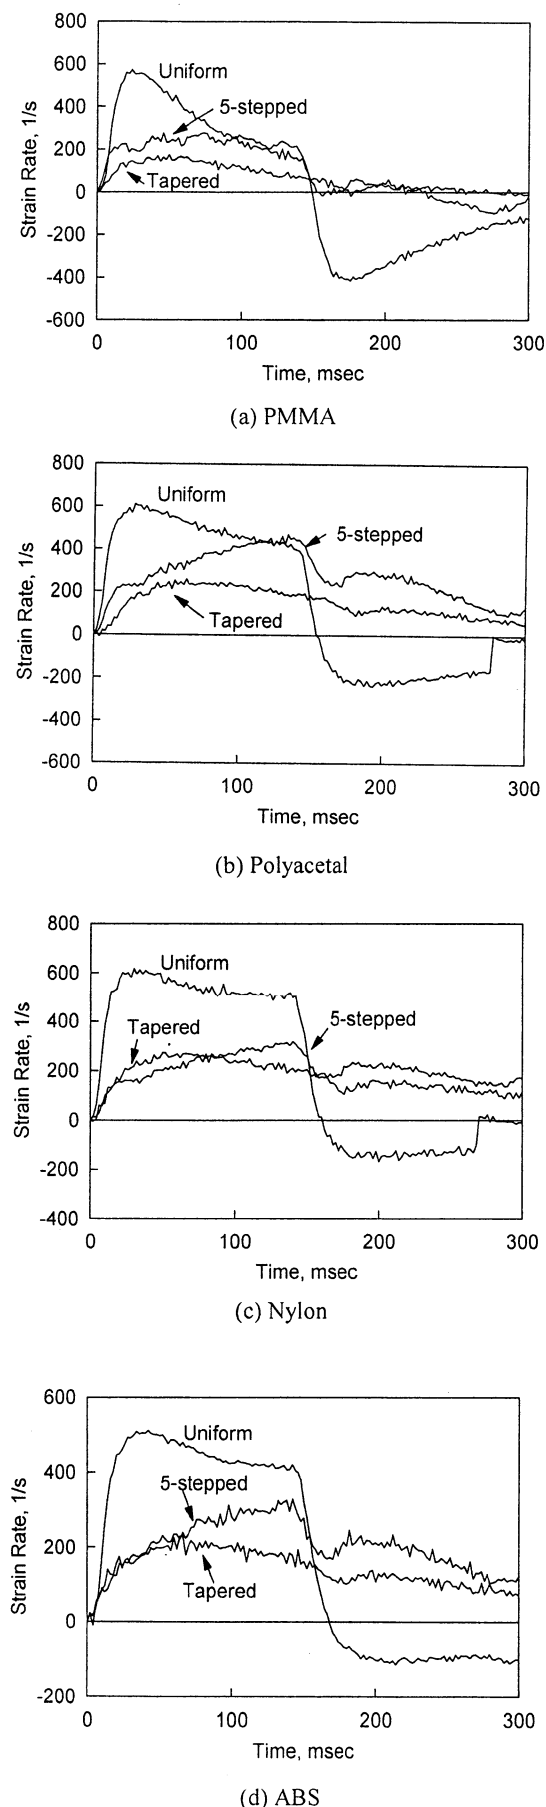 800
600
400
200
0
-200
-400
-600
Strain Rate, 1/s
Uniform
5-stepped
Tapered
0 100 200 300
Time, msec
(a) PMMA
800
600
400
200
0
-200
-400
-600
Strain Rate, 1/s
Uniform
5-stepped
Tapered
0 100 200 300
Time, msec
(b) Polyacetal
800
600
400
200
0
-200
-400
Strain Rate, 1/s
Uniform
Tapered
5-stepped
0 100 200 300
Time, msec
(c) Nylon
600
400
200
0
-200
Strain Rate, 1/s
Uniform
5-stepped
Tapered
0 100 200 300
Time, msec
(d) ABS